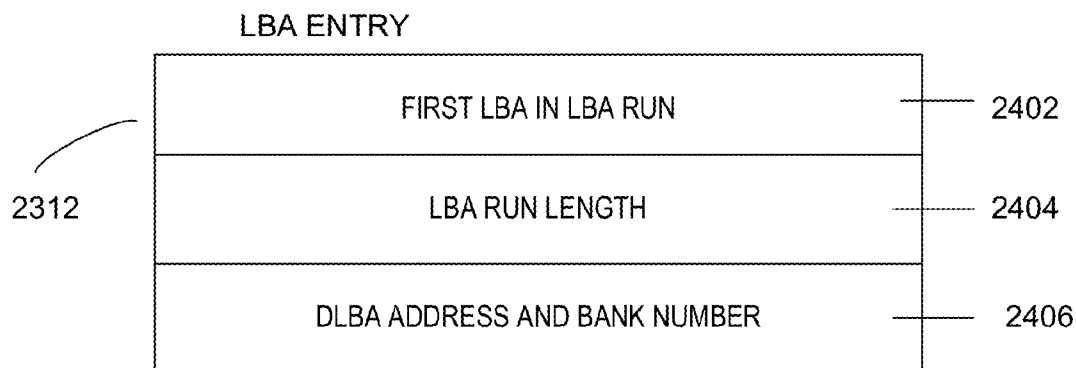 LBA ENTRY
FIRST LBA IN LBA RUN 2402
2312
LBA RUN LENGTH 2404
DLBA ADDRESS AND BANK NUMBER 2406